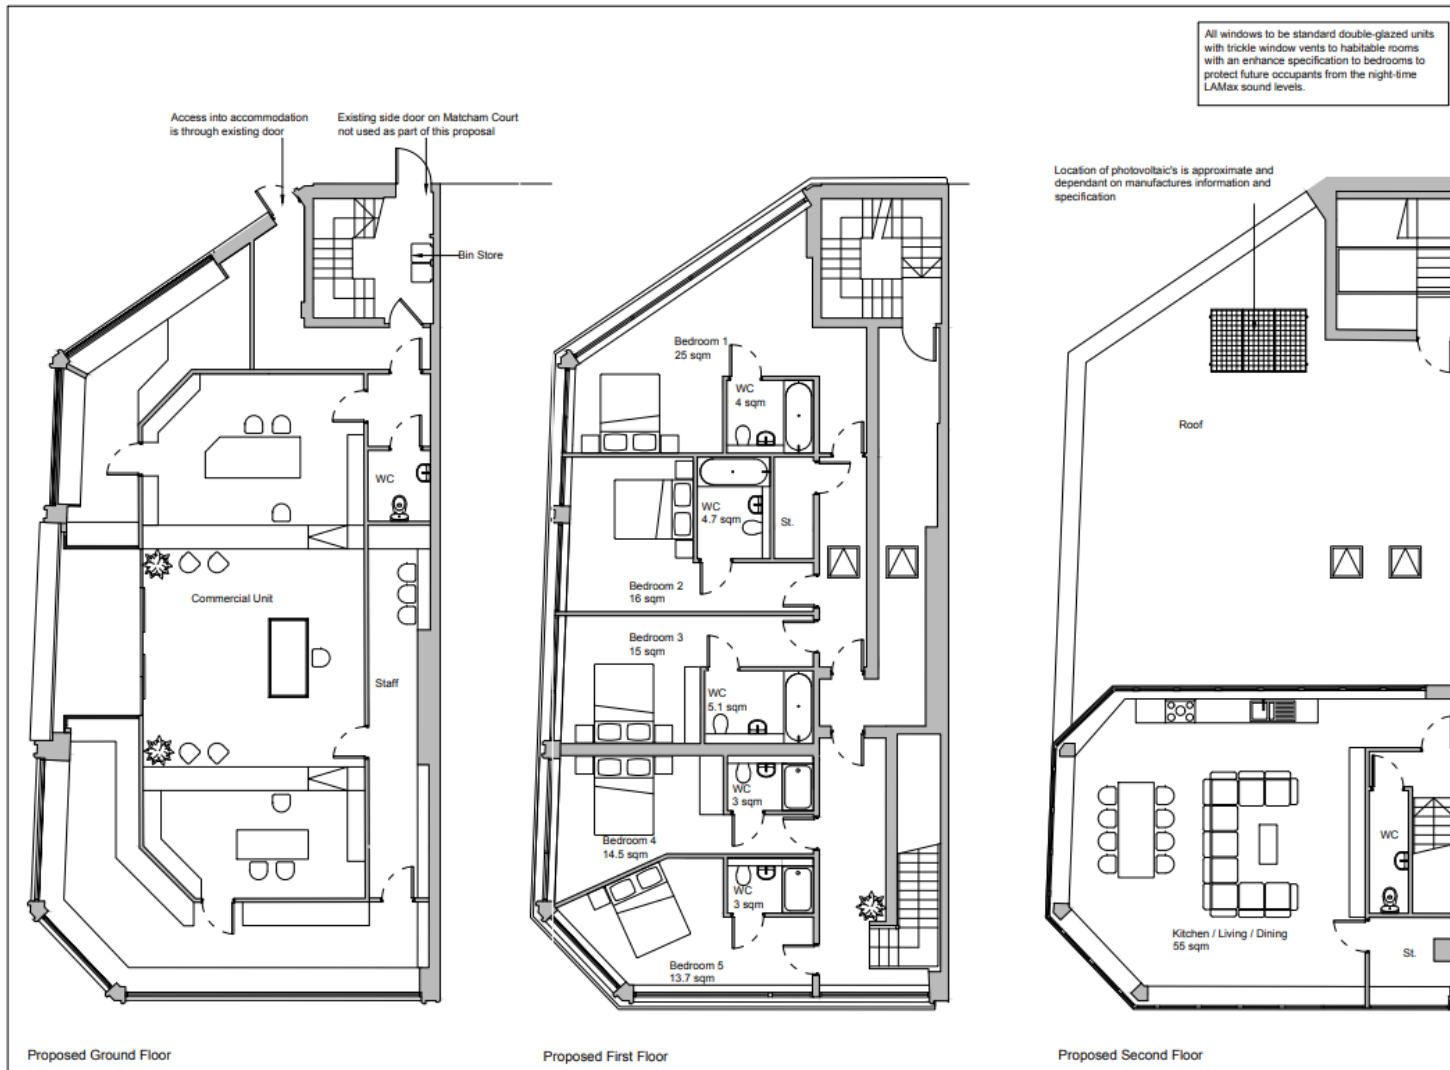 All windows to be standard double-glazed units
with trickle window vents to habitable rooms
with an enhance specification to bedrooms to
protect future occupants from the night-time
LAMax sound levels.
Access into accommodation
is through existing door
Existing side door on Matcham Court
not used as part of this proposal
Location of photovoltaic's is approximate and
dependant on manufactures information and
specification
Bin Store
WC
Commercial Unit
Staff
Proposed Ground Floor
Bedroom 1
25 sqm
WC
4 sqm
WC
4.7 sqm
St.
Bedroom 2
16 sqm
Bedroom 3
15 sqm
WC
5.1 sqm
WC
3 sqm
Bedroom 4
14.5 sqm
WC
3 sqm
Bedroom 5
13.7 sqm
Proposed First Floor
Roof
WC
Kitchen / Living / Dining
55 sqm
St.
Proposed Second Floor